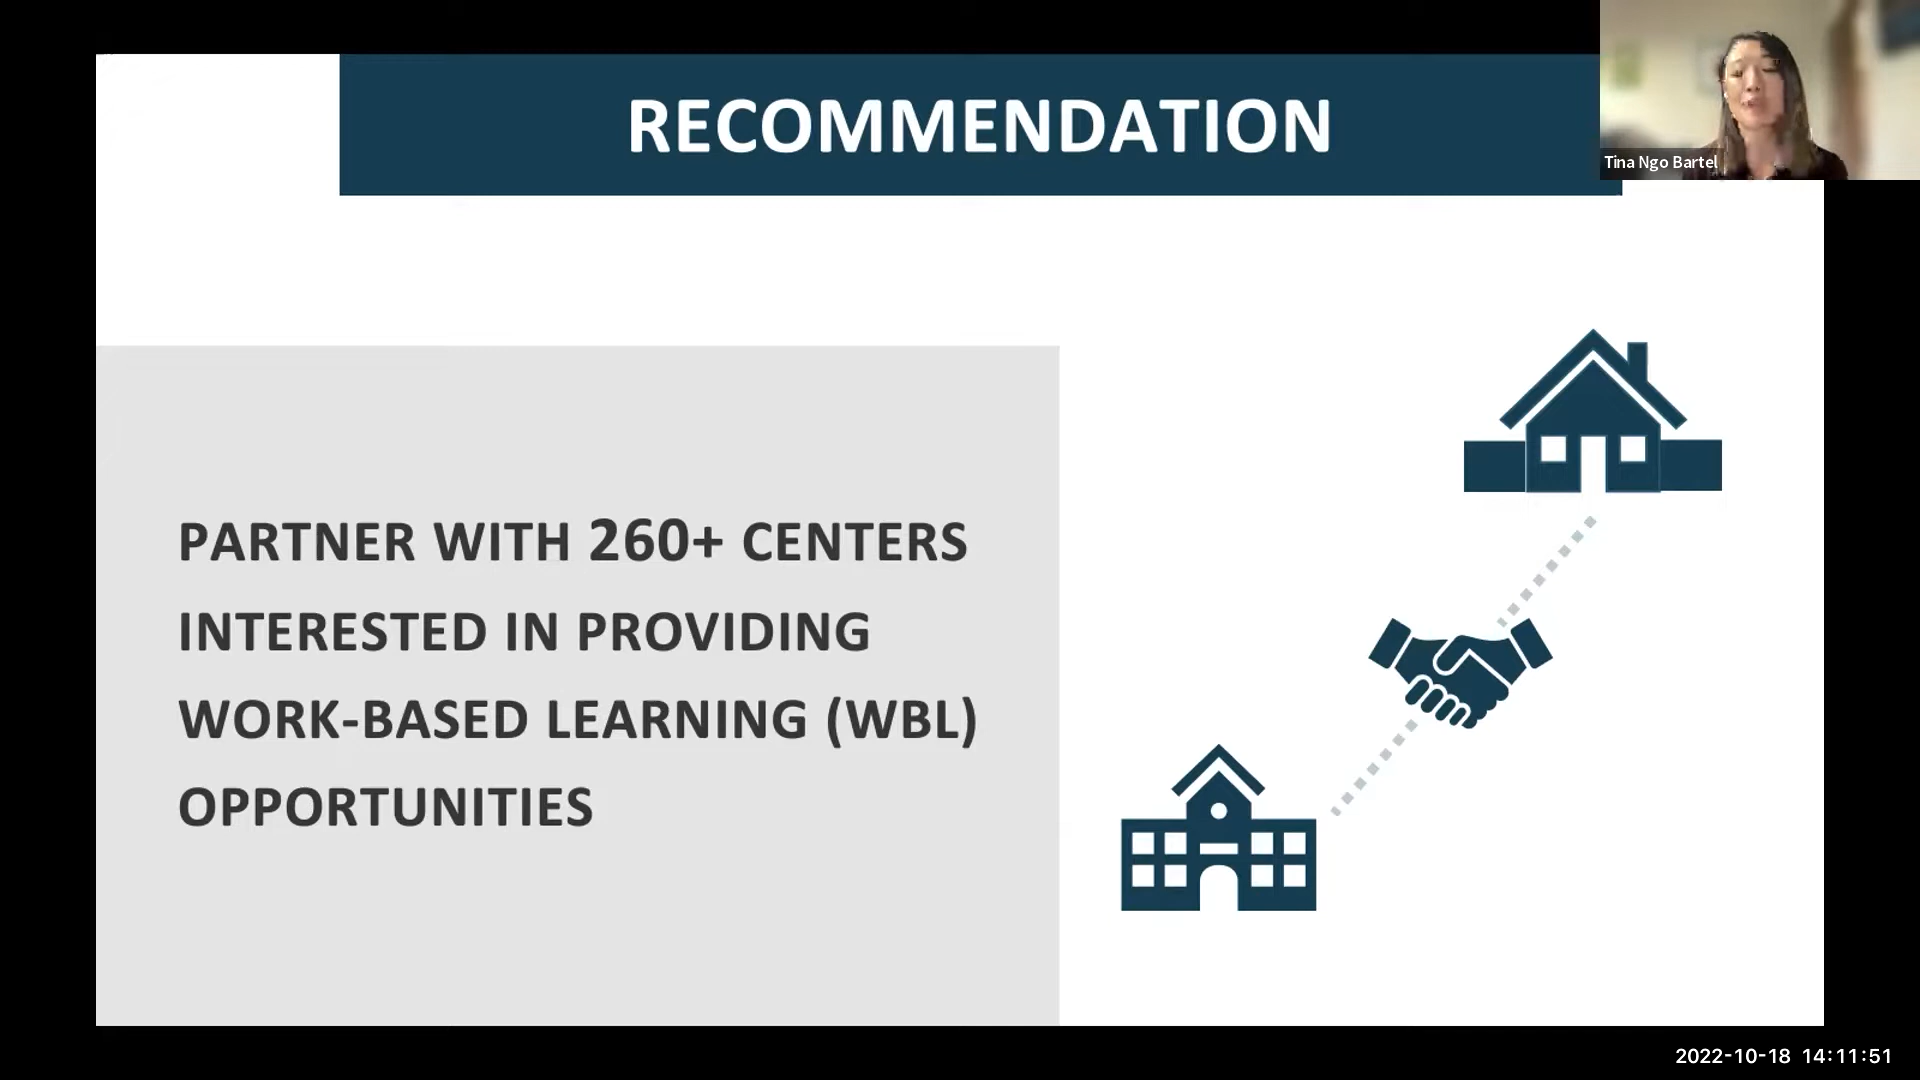 RECOMMENDATION
Tina Ngo Bartel
PARTNER WITH 260+ CENTERS
INTERESTED IN PROVIDING
WORK-BASED LEARNING (WBL)
OPPORTUNITIES
2022-10-18 14:11:51